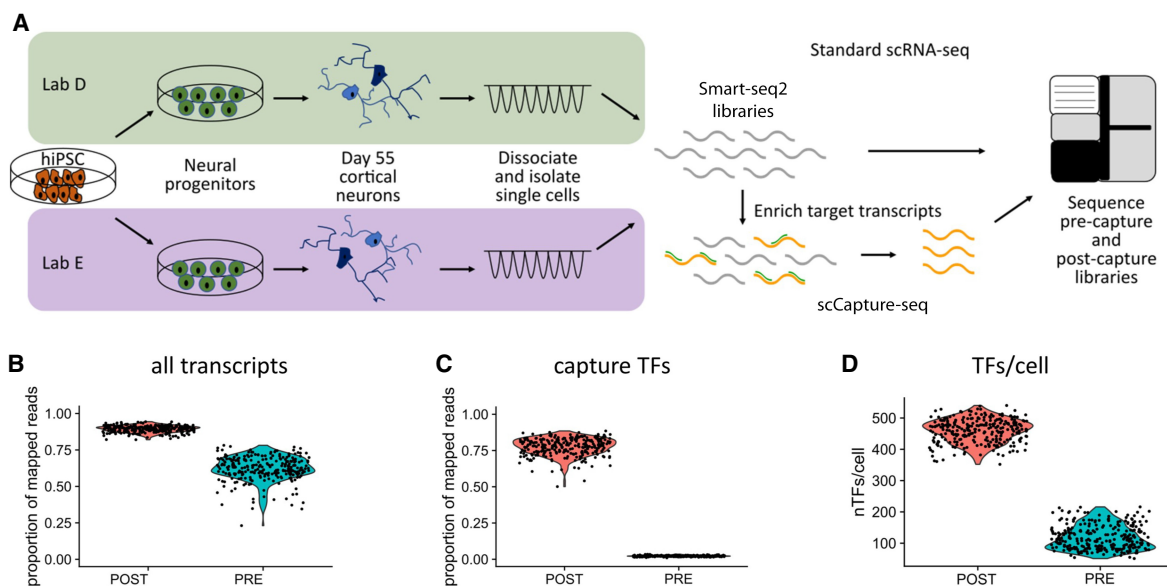 A
Lab D
hiPSC
Neural
progenitors
Day 55
cortical
neurons
Dissociate
and isolate
single cells
Lab E
Standard scRNA-seq
Smart-seq2
libraries
Enrich target transcripts
scCapture-seq
Sequence
pre-capture
and
post-capture
libraries
B
all transcripts
proportion of mapped reads
1.00
0.75
0.50
0.25
0.00
POST
PRE
C
capture TFs
proportion of mapped reads
1.00
0.75
0.50
0.25
0.00
POST
PRE
D
TFs/cell
nTFs/cell
500
400
300
200
100
POST
PRE